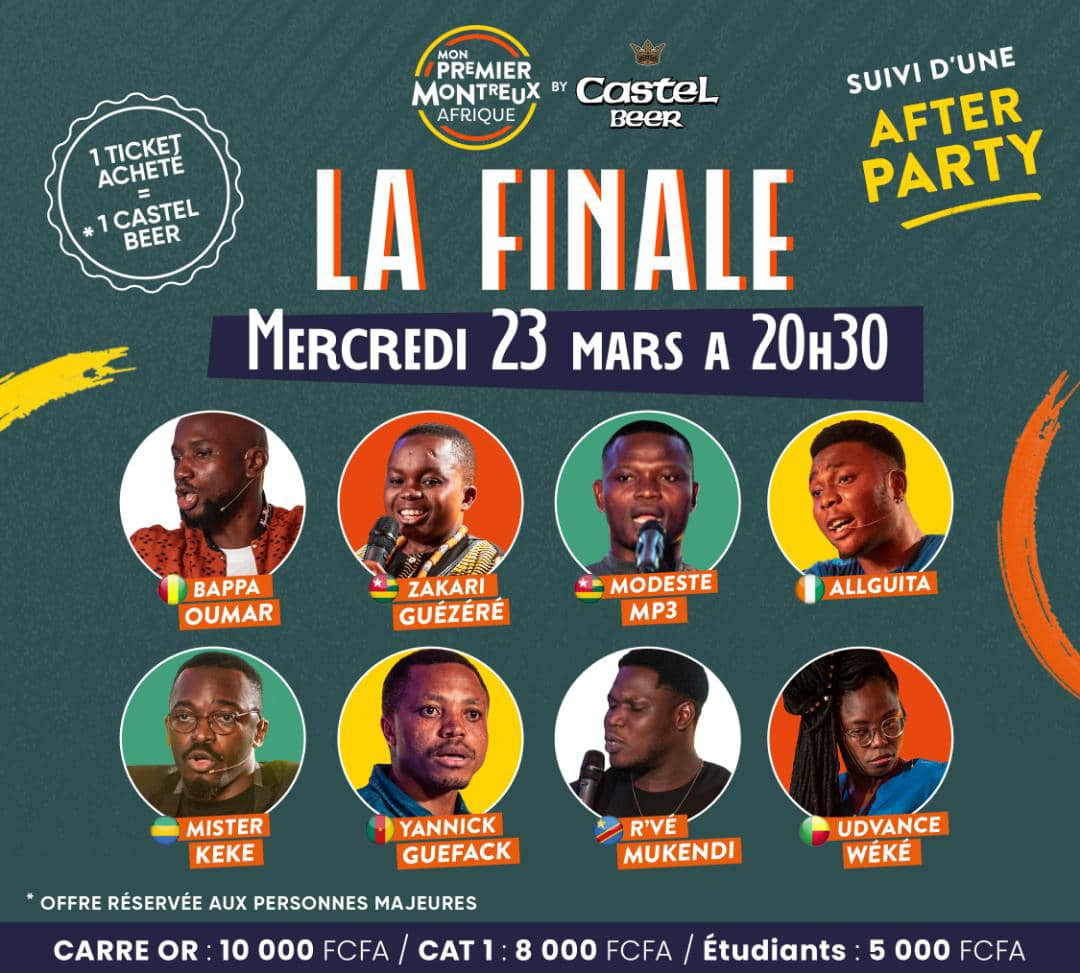 MON
PREMIER
MONTREUX
AFRIQUE
BY
Castel
BEER
SUIVI D'UNE
AFTER
PARTY
1 TICKET
ACHETÉ
=
* 1 CASTEL
BEER
LA FINALE
MERCREDI 23 MARS A 20H30
BAPPA
OUMAR
ZAKARI
GUÉZÉRÉ
MODESTE
MP3
ALLGUITA
MISTER
KEKE
YANNICK
GUEFACK
R'VÉ
MUKENDI
UDVANCE
WÉKÉ
* OFFRE RÉSERVÉE AUX PERSONNES MAJEURES
CARRE OR : 10 000 FCFA / CAT 1 : 8 000 FCFA / Étudiants : 5 000 FCFA